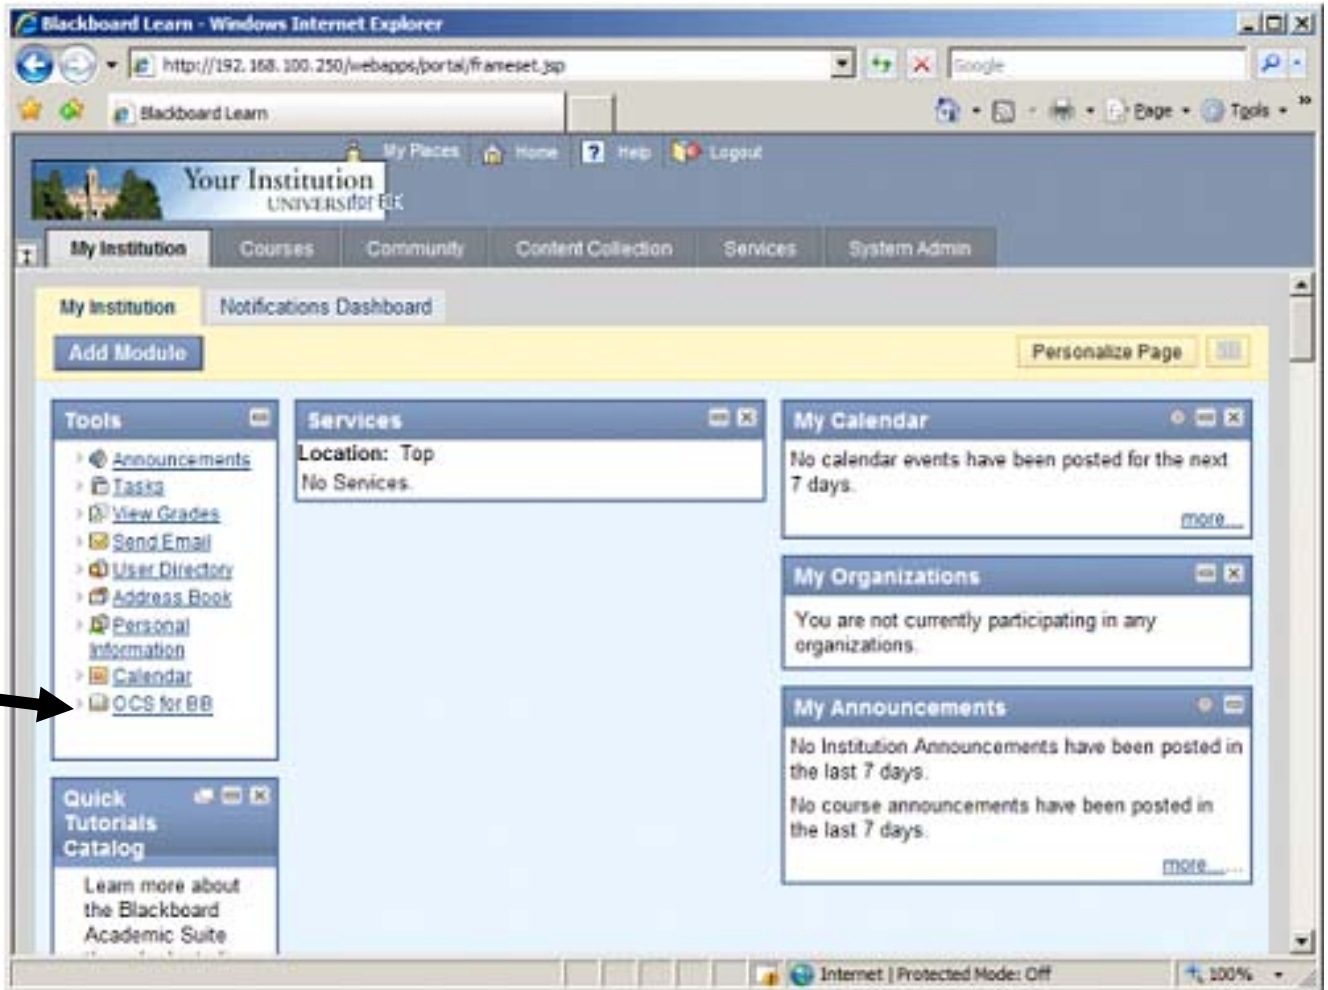 Blackboard Learn - Windows Internet Explorer
http://192.168.100.250/webapps/portal/frameset.jsp
Google
Blackboard Learn
Page
Tools
My Places
Home
Help
Logout
Your Institution
UNIVERSI for BB
My Institution
Courses
Community
Content Collection
Services
System Admin
My Institution
Notifications Dashboard
Add Module
Personalize Page
Tools
Announcements
Tasks
View Grades
Send Email
User Directory
Address Book
Personal
Information
Calendar
OCS for BB
Quick
Tutorials
Catalog
Learn more about
the Blackboard
Academic Suite
Services
Location: Top
No Services.
My Calendar
No calendar events have been posted for the next
7 days.
more...
My Organizations
You are not currently participating in any
organizations.
My Announcements
No Institution Announcements have been posted in
the last 7 days.
No course announcements have been posted in
the last 7 days.
more......
Internet | Protected Mode: Off
100%